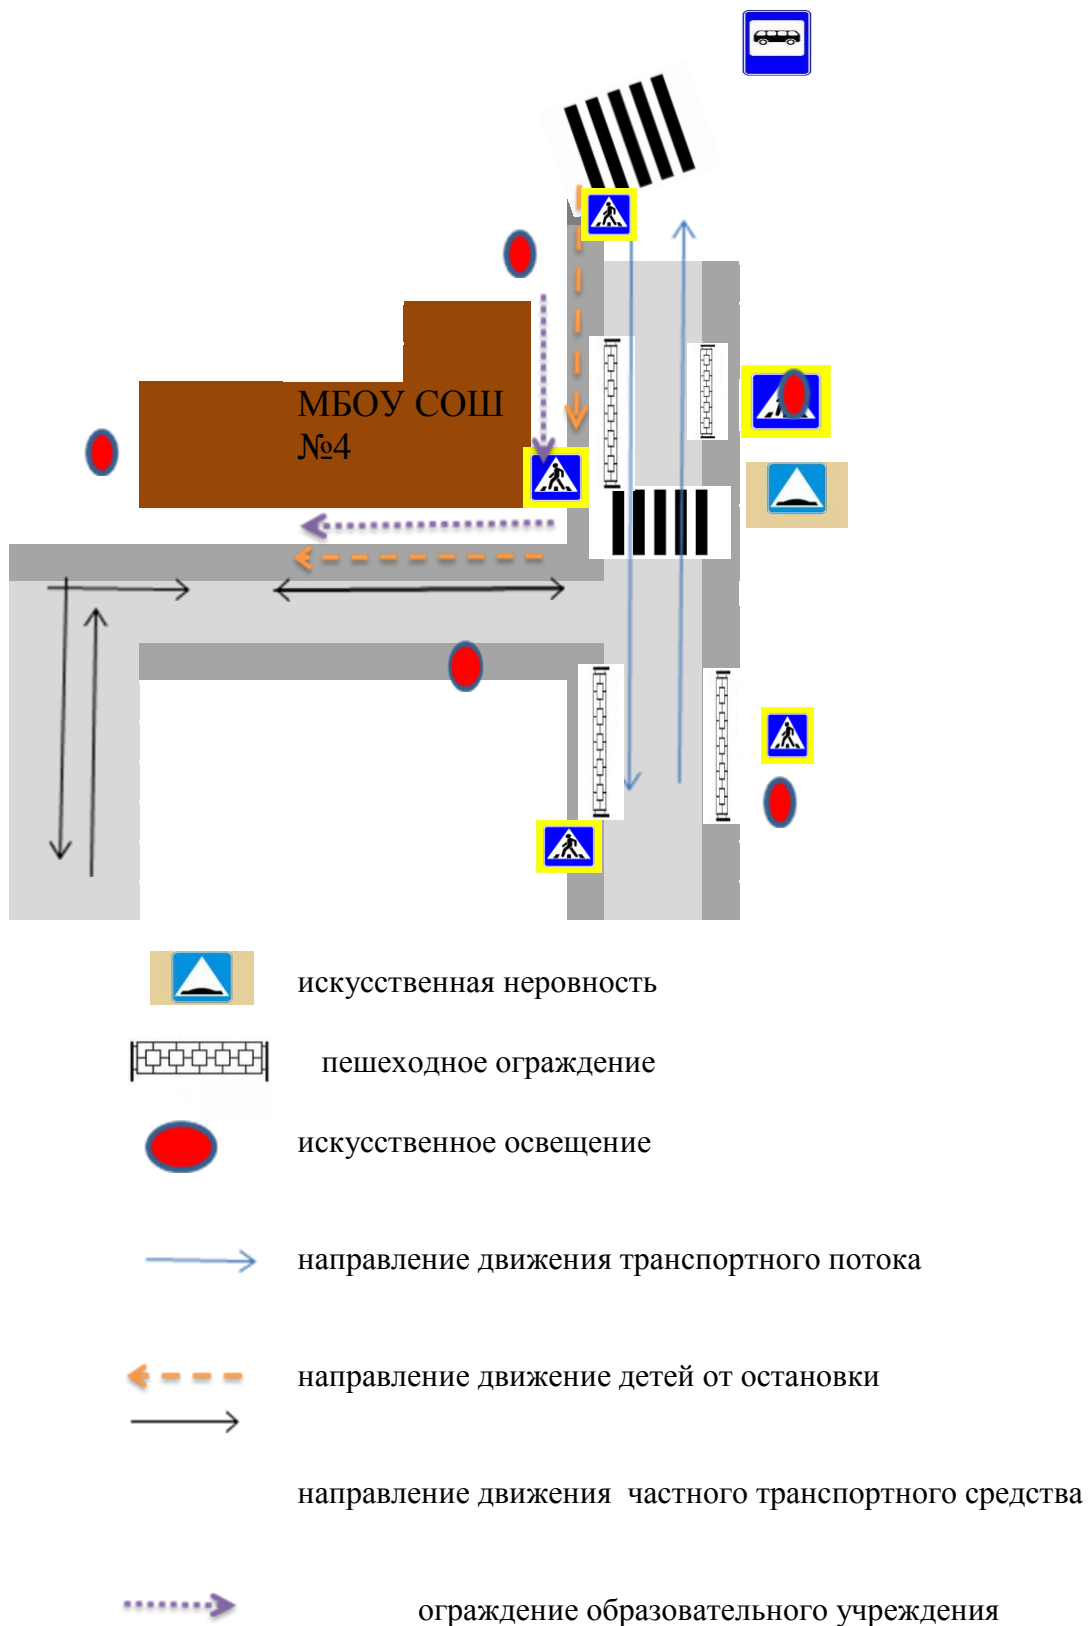 МБОУ СОШ
№4
искусственная неровность
пешеходное ограждение
искусственное освещение
направление движения транспортного потока
направление движение детей от остановки
направление движения частного транспортного средства
ограждение образовательного учреждения